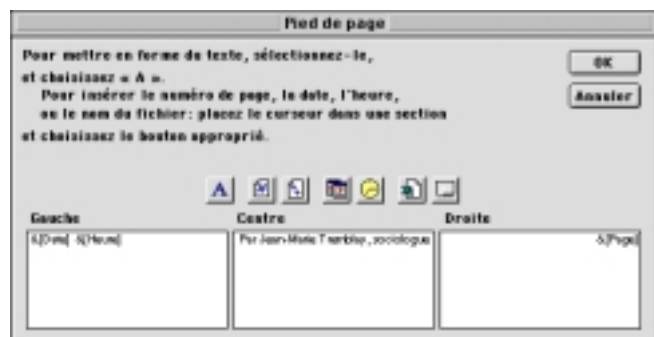 Pied de page
Pour mettre en forme du texte, sélectionnez-le,
et choisissez « A ».
Pour insérer le numéro de page, la date, l'heure,
ou le nom du fichier: placez le curseur dans une section
et choisissez le bouton approprié.
OK
Annuler
A
Gauche Centre Droite
&[Date] &[Heure] Par Jean-Marie Tremblay, sociologue &[Page]